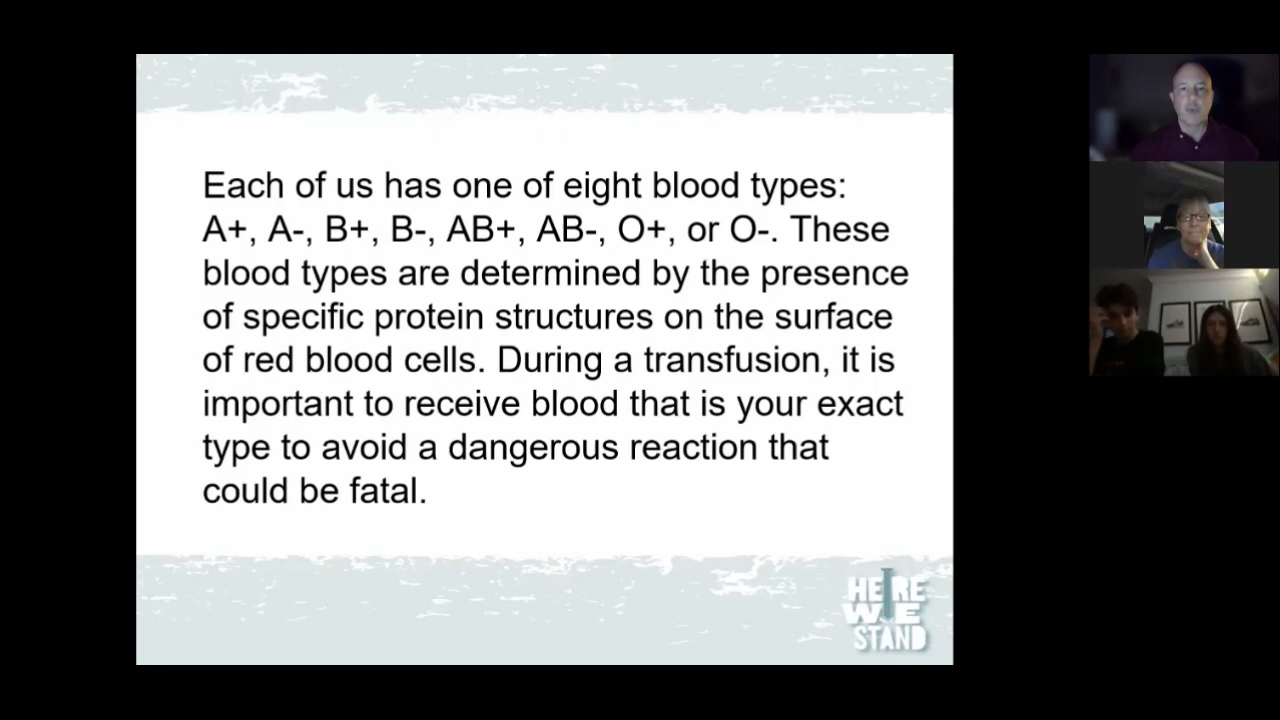 Each of us has one of eight blood types:
A+, A-, B+, B-, AB+, AB-, O+, or O-. These
blood types are determined by the presence
of specific protein structures on the surface
of red blood cells. During a transfusion, it is
important to receive blood that is your exact
type to avoid a dangerous reaction that
could be fatal.
HERE
WE
STAND